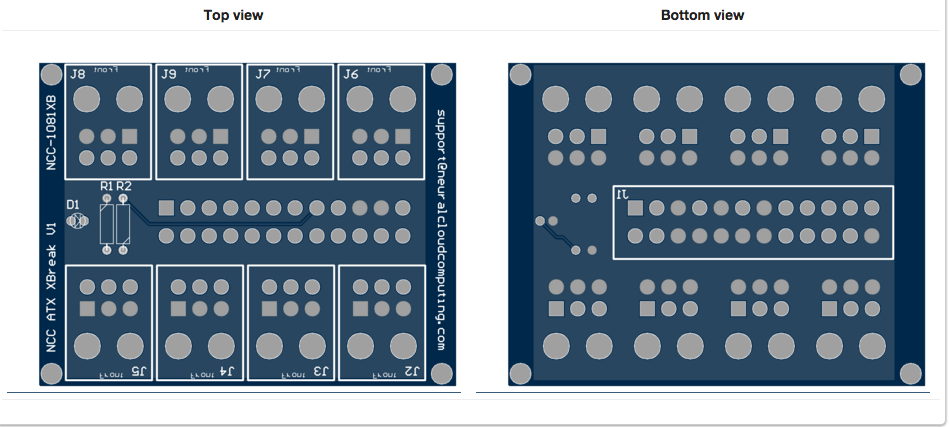 Top view
Bottom view
J8 Front
J9 Front
J7 Front
J6 Front
NCC-1081XB
support@neuralcloudcomputing.com
R1 R2
D1
J1
NCC ATX XBreak V1
Front J5
Front J4
Front J3
Front J2